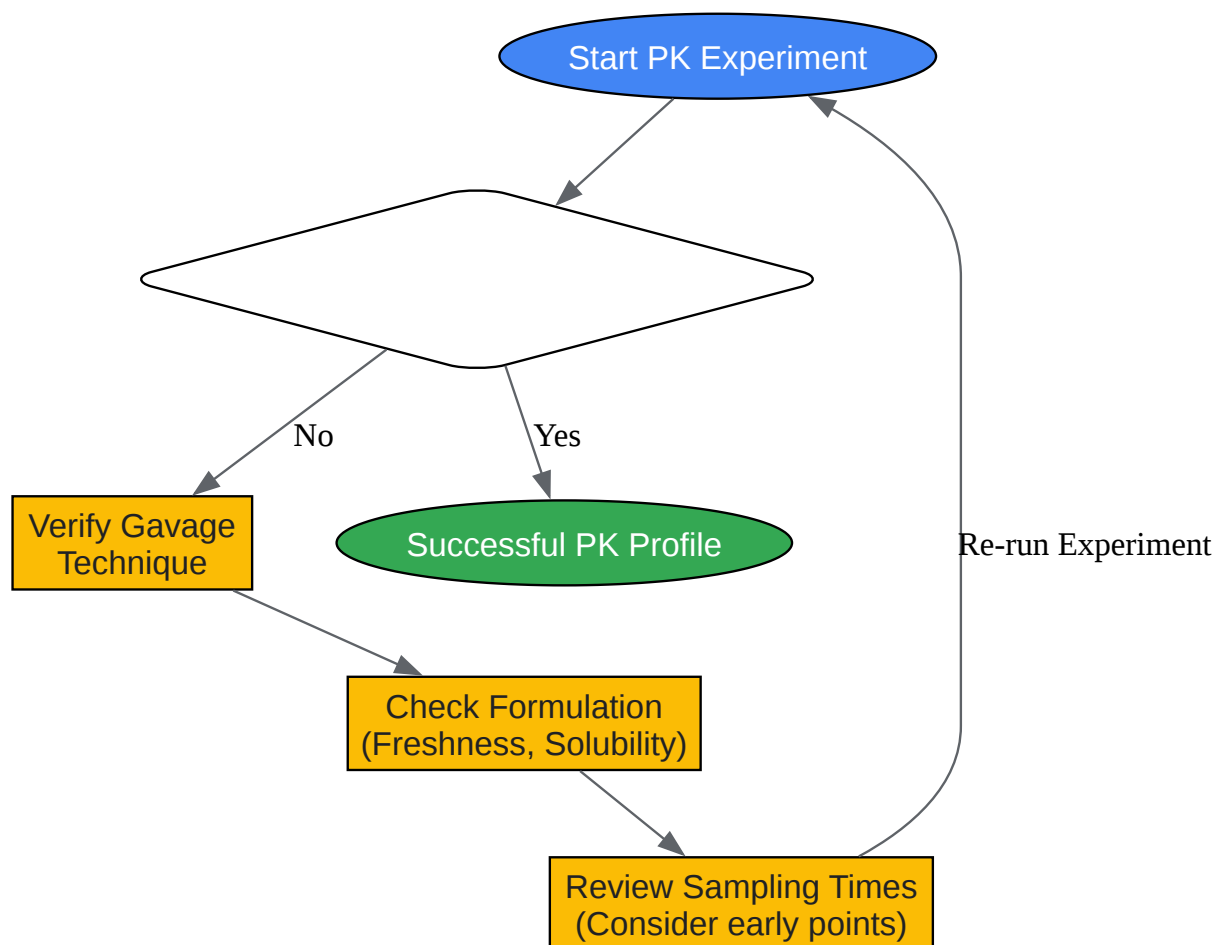 Start PK Experiment
No
Yes
Verify Gavage
Technique
Successful PK Profile
Re-run Experiment
Check Formulation
(Freshness, Solubility)
Review Sampling Times
(Consider early points)